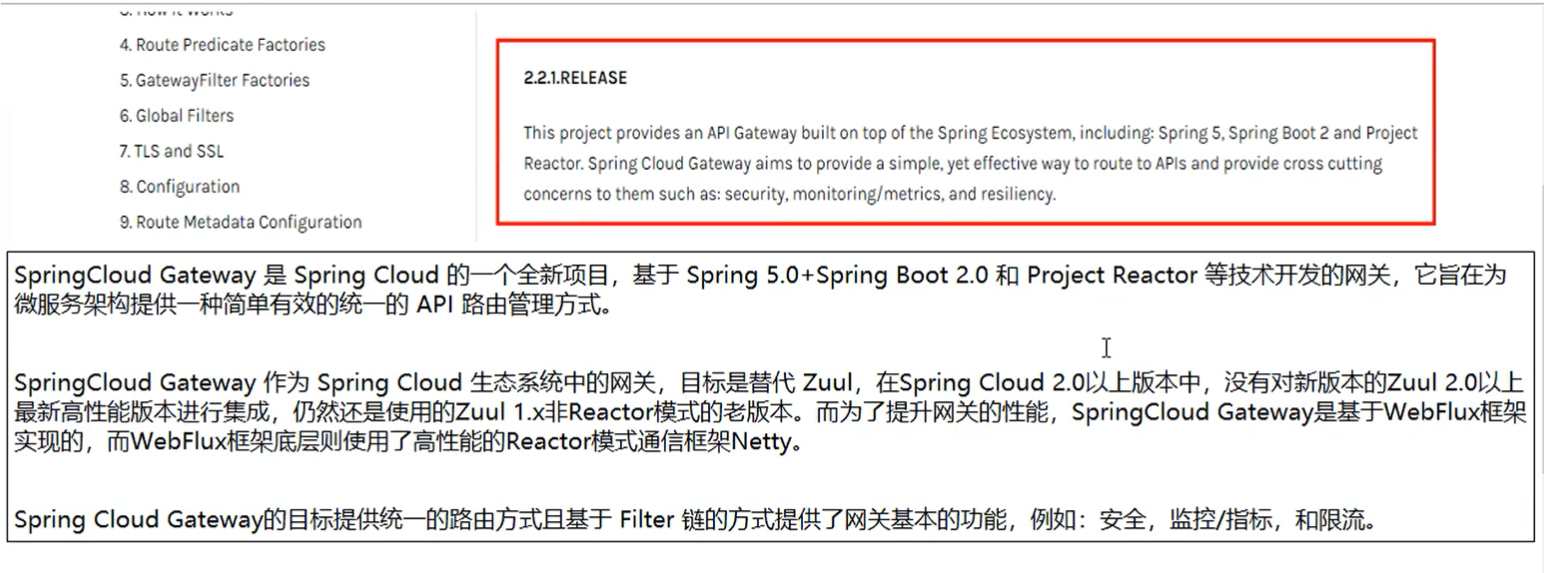 3. How It Works
4. Route Predicate Factories
5. GatewayFilter Factories
6. Global Filters
7. TLS and SSL
8. Configuration
9. Route Metadata Configuration
2.2.1.RELEASE
This project provides an API Gateway built on top of the Spring Ecosystem, including: Spring 5, Spring Boot 2 and Project
Reactor. Spring Cloud Gateway aims to provide a simple, yet effective way to route to APIs and provide cross cutting
concerns to them such as: security, monitoring/metrics, and resiliency.
SpringCloud Gateway 是 Spring Cloud 的一个全新项目，基于 Spring 5.0+Spring Boot 2.0 和 Project Reactor 等技术开发的网关，它旨在为
微服务架构提供一种简单有效的统一的 API 路由管理方式。
SpringCloud Gateway 作为 Spring Cloud 生态系统中的网关，目标是替代 Zuul，在Spring Cloud 2.0以上版本中，没有对新版本的Zuul 2.0以上
最新高性能版本进行集成，仍然还是使用的Zuul 1.x非Reactor模式的老版本。而为了提升网关的性能，SpringCloud Gateway是基于WebFlux框架
实现的，而WebFlux框架底层则使用了高性能的Reactor模式通信框架Netty。
Spring Cloud Gateway的目标提供统一的路由方式且基于 Filter 链的方式提供了网关基本的功能，例如：安全，监控/指标，和限流。